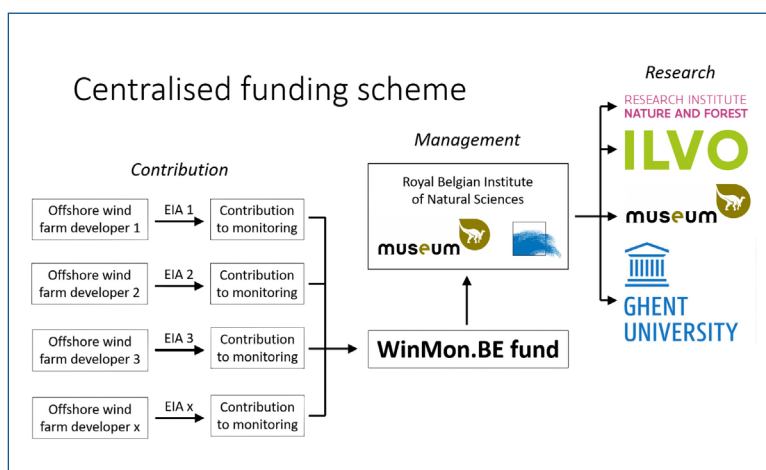 Centralised funding scheme
Contribution
Offshore wind
farm developer 1
EIA 1
Contribution
to monitoring
Offshore wind
farm developer 2
EIA 2
Contribution
to monitoring
Offshore wind
farm developer 3
EIA 3
Contribution
to monitoring
Offshore wind
farm developer x
EIA x
Contribution
to monitoring
Management
Royal Belgian Institute
of Natural Sciences
museum
WinMon.BE fund
Research
RESEARCH INSTITUTE
NATURE AND FOREST
ILVO
museum
GHENT
UNIVERSITY